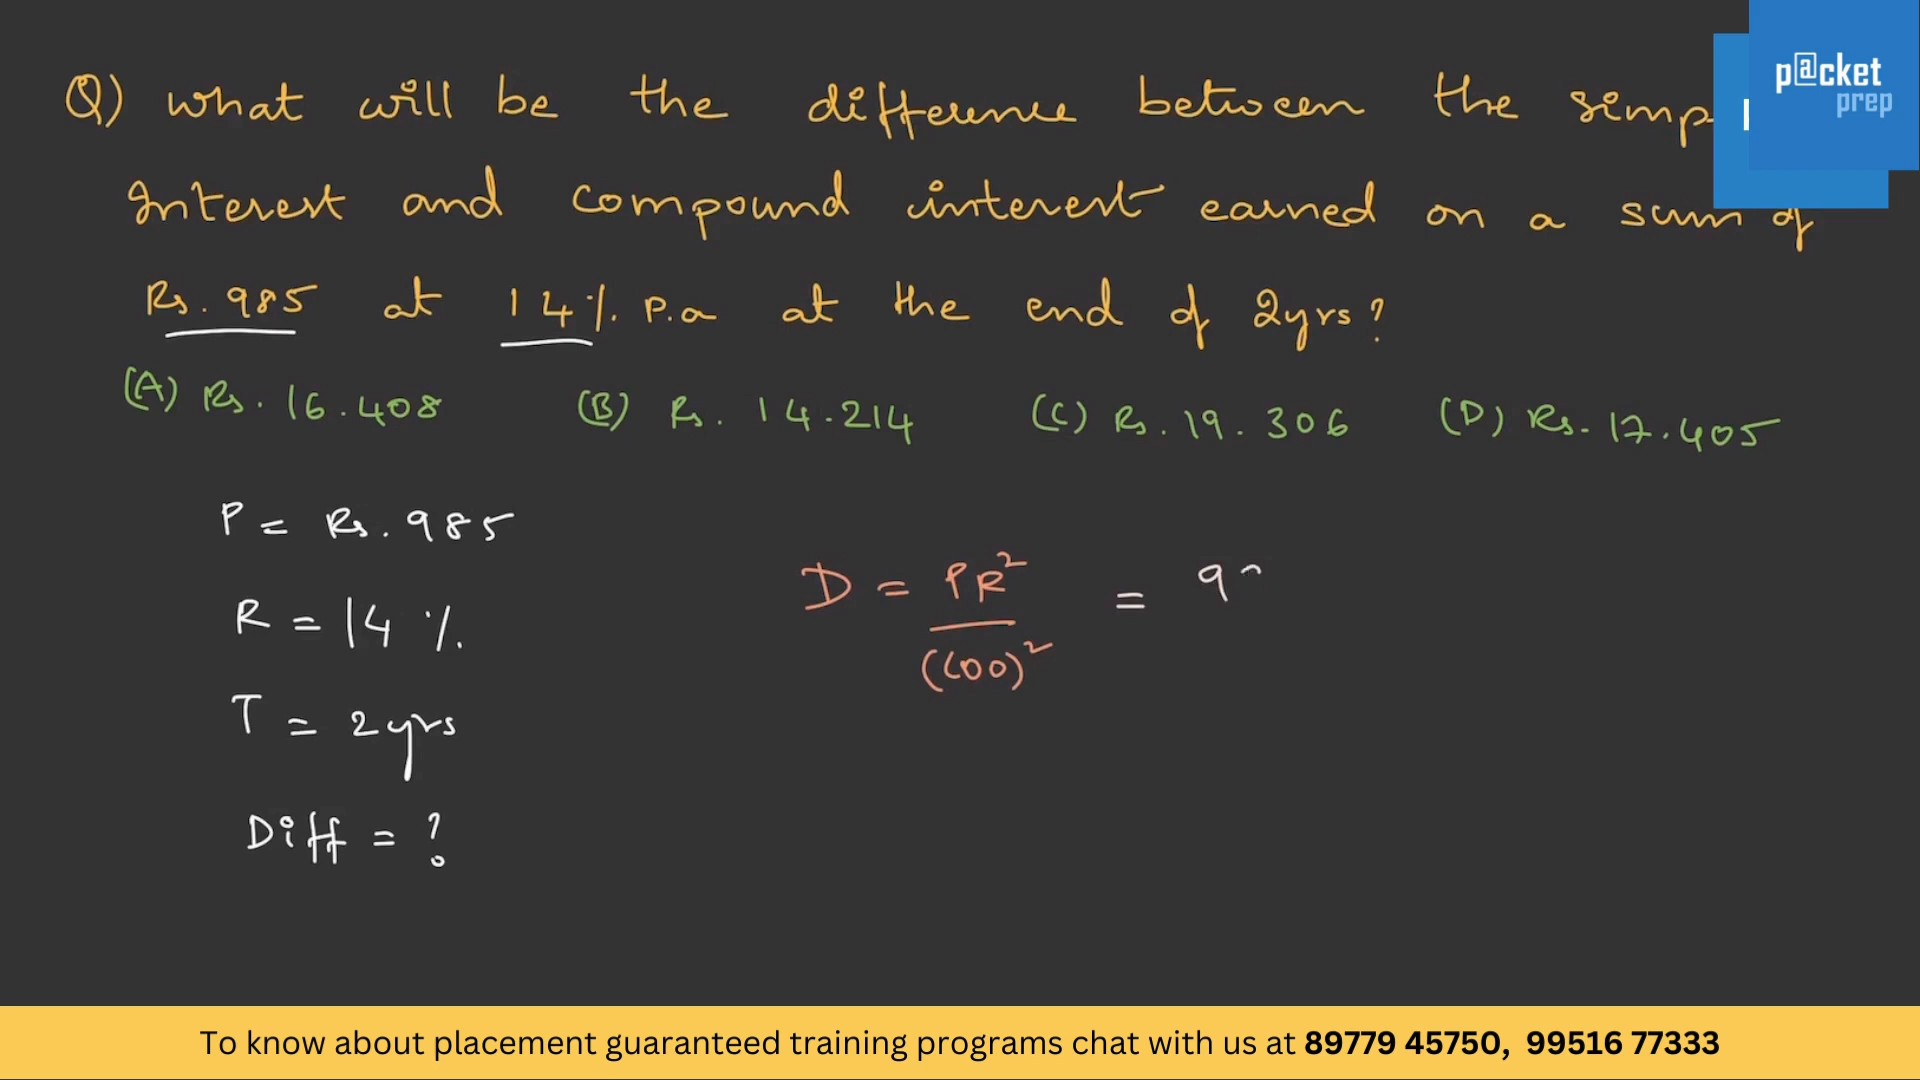 Q) what will be the difference between the simp
Interest and compound interest earned on a sum of
Rs. 985 at 14% P.a at the end of 2yrs?
(A) Rs. 16.408 (B) Rs. 14.214 (C) Rs. 19.306 (D) Rs. 17.405
P = Rs. 985
R = 14 %
T = 2yrs
Diff = ?
D = PR² / (100)² = 9
p@cket
prep
To know about placement guaranteed training programs chat with us at 89779 45750, 99516 77333